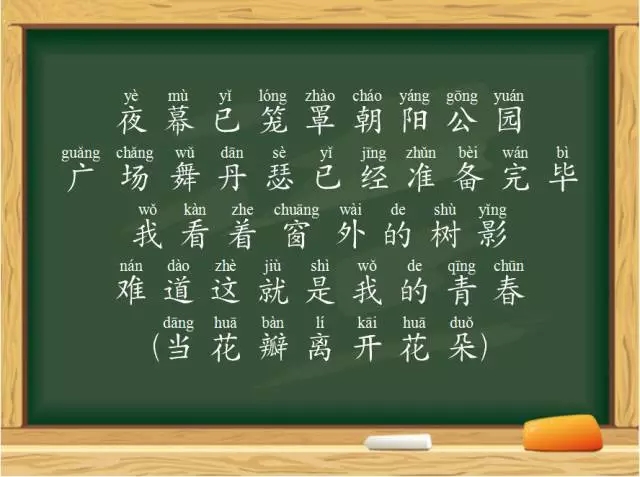 yè mù yǐ lóng zhào cháo yáng gōng yuán
夜幕已笼罩朝阳公园
guǎng chǎng wǔ dān sè yǐ jīng zhǔn bèi wán bì
广场舞丹瑟已经准备完毕
wǒ kàn zhe chuāng wài de shù yǐng
我看着窗外的树影
nán dào zhè jiù shì wǒ de qīng chūn
难道这就是我的青春
dāng huā bàn lí kāi huā duǒ
(当花瓣离开花朵)